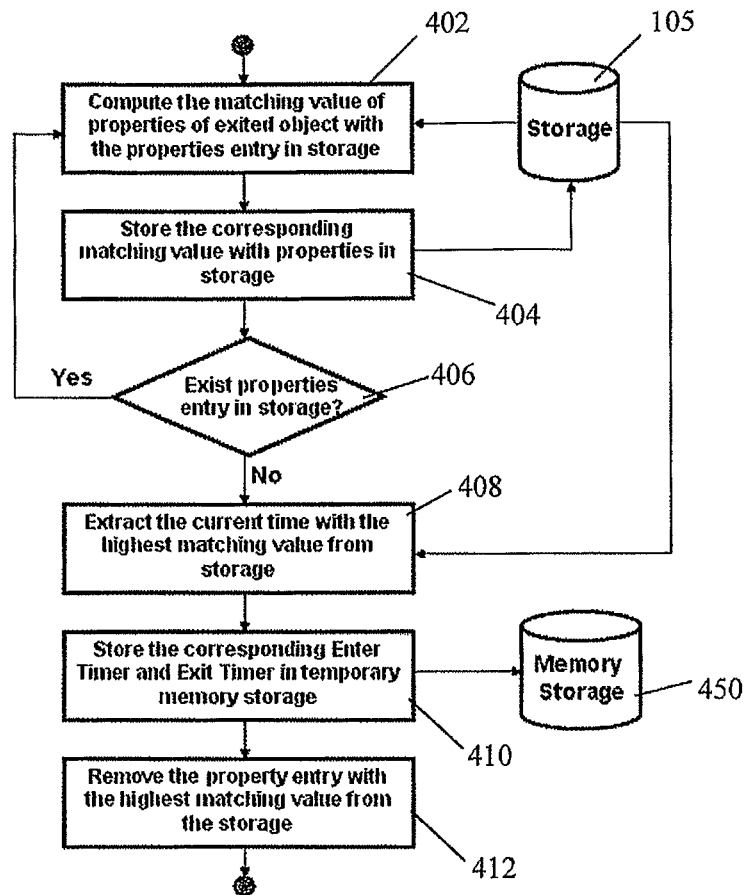 402
105
Compute the matching value of
properties of exited object with
the properties entry in storage
Storage
Store the corresponding
matching value with properties in
storage
404
Yes
Exist properties
entry in storage?
406
No
408
Extract the current time with the
highest matching value from
storage
Store the corresponding Enter
Timer and Exit Timer in temporary
memory storage
Memory
Storage
450
410
Remove the property entry with
the highest matching value from
the storage
412